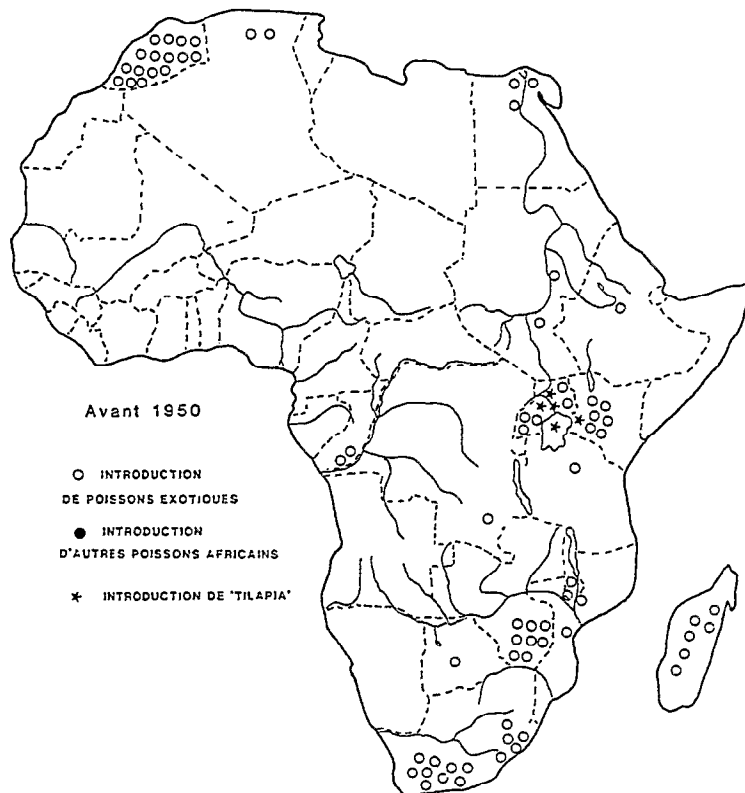 Avant 1950
○ INTRODUCTION
DE POISSONS EXOTIQUES
● INTRODUCTION
D'AUTRES POISSONS AFRICAINS
* INTRODUCTION DE "TILAPIA"